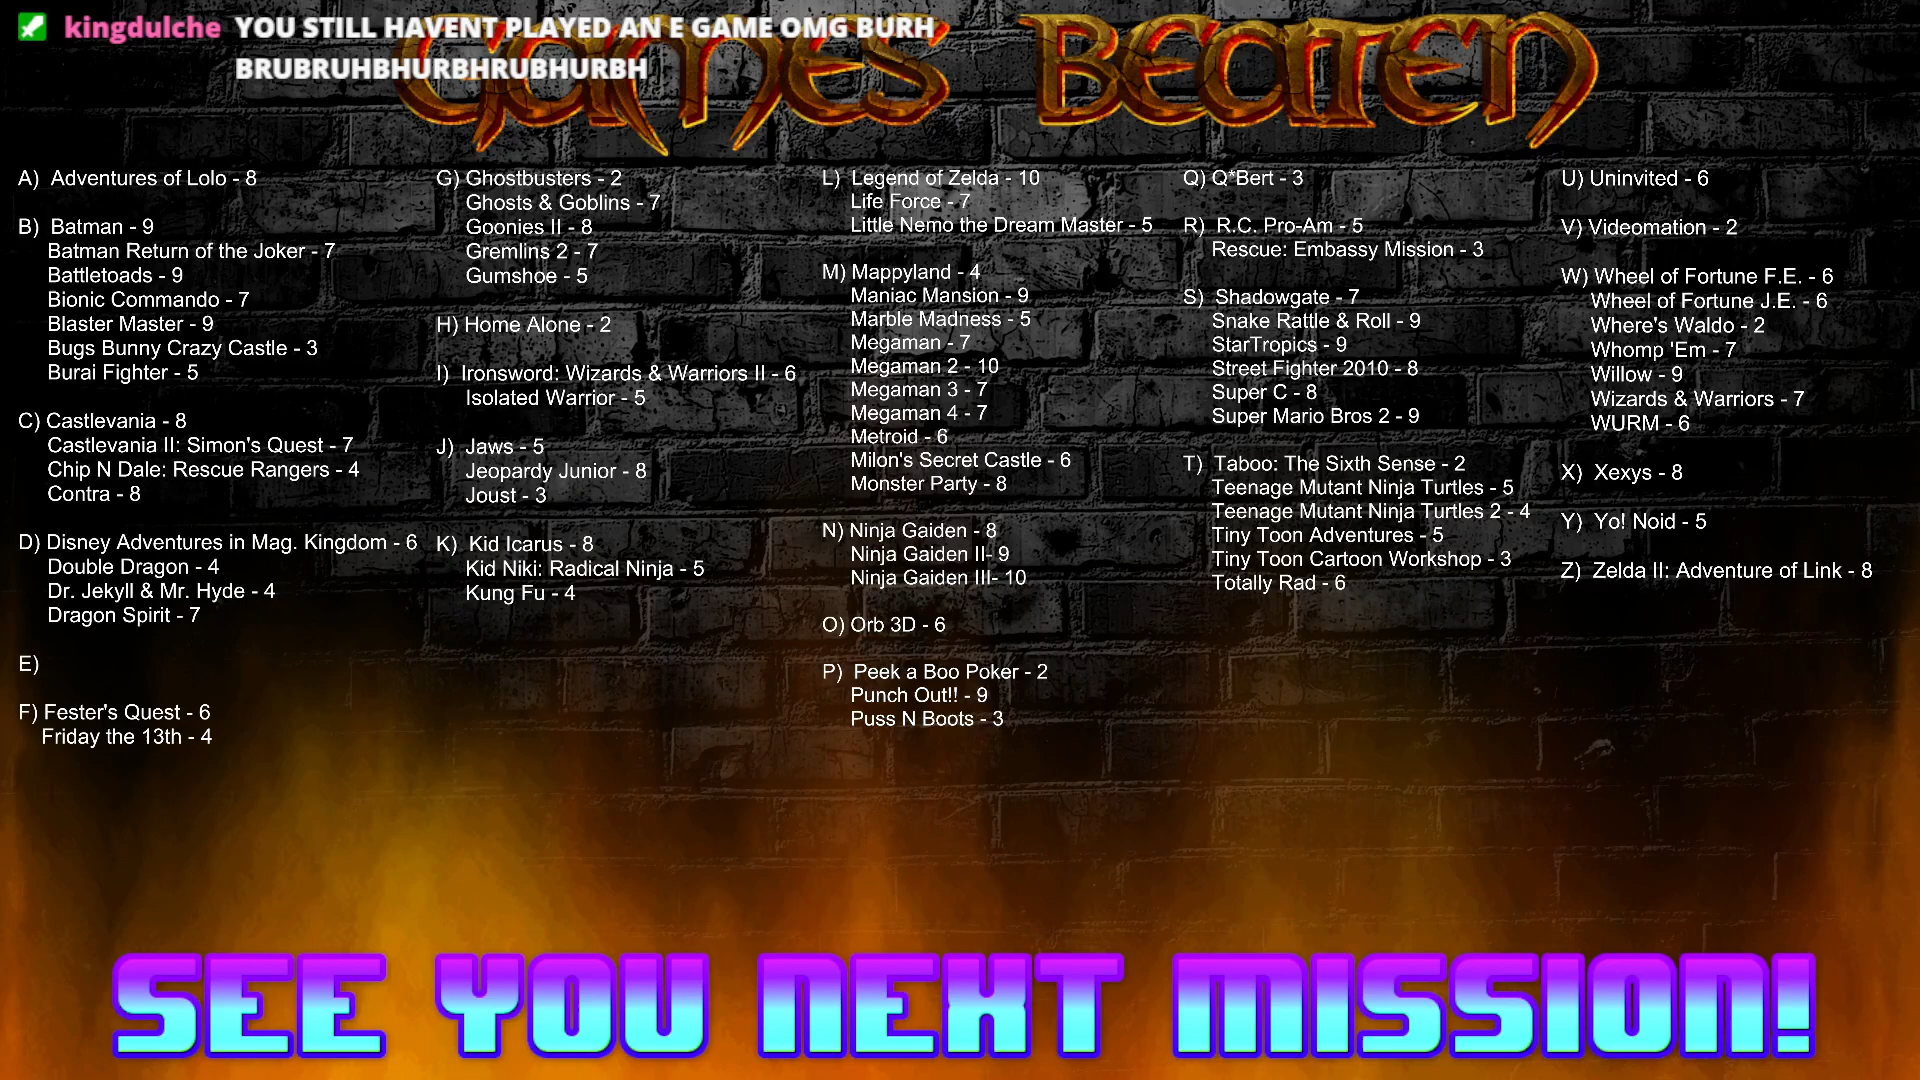 kingdulche YOU STILL HAVENT PLAYED AN E GAME OMG BURH
BRUBRUHBHURBHRUBHURBH
GAMES BEATEN
A) Adventures of Lolo - 8
B) Batman - 9
Batman Return of the Joker - 7
Battletoads - 9
Bionic Commando - 7
Blaster Master - 9
Bugs Bunny Crazy Castle - 3
Burai Fighter - 5
C) Castlevania - 8
Castlevania II: Simon's Quest - 7
Chip N Dale: Rescue Rangers - 4
Contra - 8
D) Disney Adventures in Mag. Kingdom - 6
Double Dragon - 4
Dr. Jekyll & Mr. Hyde - 4
Dragon Spirit - 7
E)
F) Fester's Quest - 6
Friday the 13th - 4
G) Ghostbusters - 2
Ghosts & Goblins - 7
Goonies II - 8
Gremlins 2 - 7
Gumshoe - 5
H) Home Alone - 2
I) Ironsword: Wizards & Warriors II - 6
Isolated Warrior - 5
J) Jaws - 5
Jeopardy Junior - 8
Joust - 3
K) Kid Icarus - 8
Kid Niki: Radical Ninja - 5
Kung Fu - 4
L) Legend of Zelda - 10
Life Force - 7
Little Nemo the Dream Master - 5
M) Mappyland - 4
Maniac Mansion - 9
Marble Madness - 5
Megaman - 7
Megaman 2 - 10
Megaman 3 - 7
Megaman 4 - 7
Metroid - 6
Milon's Secret Castle - 6
Monster Party - 8
N) Ninja Gaiden - 8
Ninja Gaiden II- 9
Ninja Gaiden III- 10
O) Orb 3D - 6
P) Peek a Boo Poker - 2
Punch Out!! - 9
Puss N Boots - 3
Q) Q*Bert - 3
R) R.C. Pro-Am - 5
Rescue: Embassy Mission - 3
S) Shadowgate - 7
Snake Rattle & Roll - 9
StarTropics - 9
Street Fighter 2010 - 8
Super C - 8
Super Mario Bros 2 - 9
T) Taboo: The Sixth Sense - 2
Teenage Mutant Ninja Turtles - 5
Teenage Mutant Ninja Turtles 2 - 4
Tiny Toon Adventures - 5
Tiny Toon Cartoon Workshop - 3
Totally Rad - 6
U) Uninvited - 6
V) Videomation - 2
W) Wheel of Fortune F.E. - 6
Wheel of Fortune J.E. - 6
Where's Waldo - 2
Whomp 'Em - 7
Willow - 9
Wizards & Warriors - 7
WURM - 6
X) Xexys - 8
Y) Yo! Noid - 5
Z) Zelda II: Adventure of Link - 8
SEE YOU NEXT MISSION!